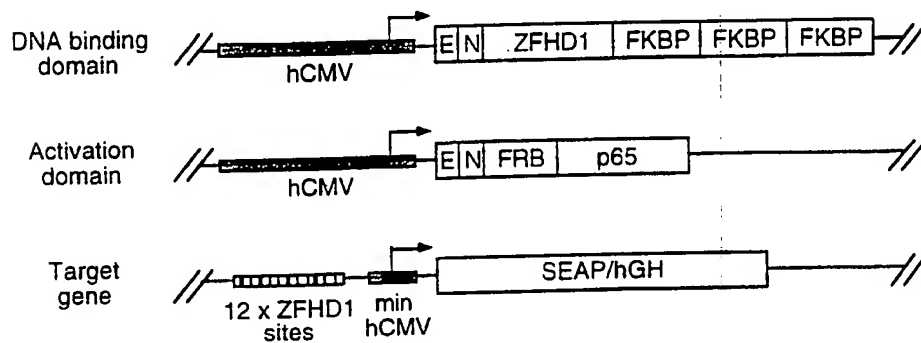 DNA binding
domain
hCMV
E N ZFHD1 FKBP FKBP FKBP
Activation
domain
hCMV
E N FRB p65
Target
gene
12 x ZFHD1
sites
min
hCMV
SEAP/hGH